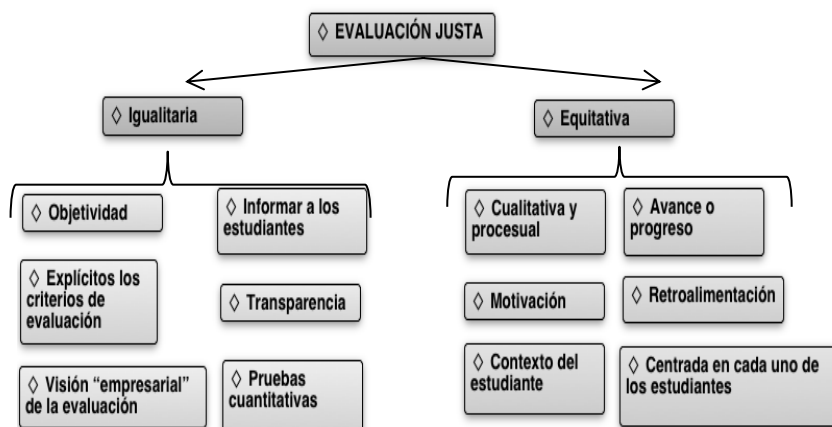 ◊ EVALUACIÓN JUSTA
◊ Igualitaria
◊ Equitativa
◊ Objetividad
◊ Informar a los
estudiantes
◊ Explícitos los
criterios de
evaluación
◊ Transparencia
◊ Visión “empresarial”
de la evaluación
◊ Pruebas
cuantitativas
◊ Cualitativa y
procesual
◊ Avance o
progreso
◊ Motivación
◊ Retroalimentación
◊ Contexto del
estudiante
◊ Centrada en cada uno de
los estudiantes